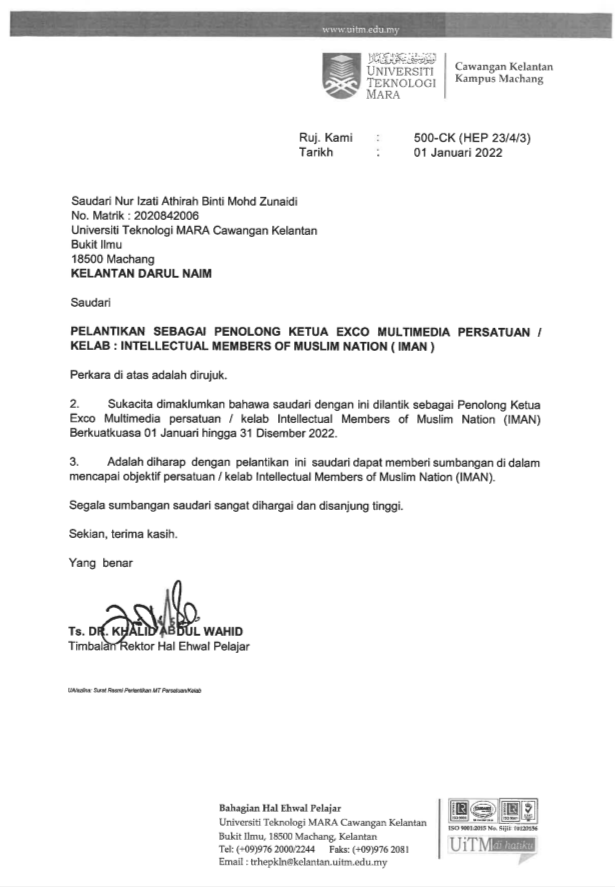 www.uitm.edu.my
UNIVERSITI
TEKNOLOGI
MARA
Cawangan Kelantan
Kampus Machang
Ruj. Kami : 500-CK (HEP 23/4/3)
Tarikh : 01 Januari 2022
Saudari Nur Izati Athirah Binti Mohd Zunaidi
No. Matrik : 2020842006
Universiti Teknologi MARA Cawangan Kelantan
Bukit Ilmu
18500 Machang
KELANTAN DARUL NAIM
Saudari
PELANTIKAN SEBAGAI PENOLONG KETUA EXCO MULTIMEDIA PERSATUAN /
KELAB : INTELLECTUAL MEMBERS OF MUSLIM NATION ( IMAN )
Perkara di atas adalah dirujuk.
2. Sukacita dimaklumkan bahawa saudari dengan ini dilantik sebagai Penolong Ketua
Exco Multimedia persatuan / kelab Intellectual Members of Muslim Nation (IMAN)
Berkuatkuasa 01 Januari hingga 31 Disember 2022.
3. Adalah diharap dengan pelantikan ini saudari dapat memberi sumbangan di dalam
mencapai objektif persatuan / kelab Intellectual Members of Muslim Nation (IMAN).
Segala sumbangan saudari sangat dihargai dan disanjung tinggi.
Sekian, terima kasih.
Yang benar
Ts. DR. KHALID ABDUL WAHID
Timbalan Rektor Hal Ehwal Pelajar
Surat Rasmi Perlantikan MT Persatuan/Kelab
Bahagian Hal Ehwal Pelajar
Universiti Teknologi MARA Cawangan Kelantan
Bukit Ilmu, 18500 Machang, Kelantan
Tel: (+09)976 2000/2244 Faks: (+09)976 2081
Email : trhepkln@kelantan.uitm.edu.my
ISO 9001:2015 No. Sijil:
UiTM di hatiku